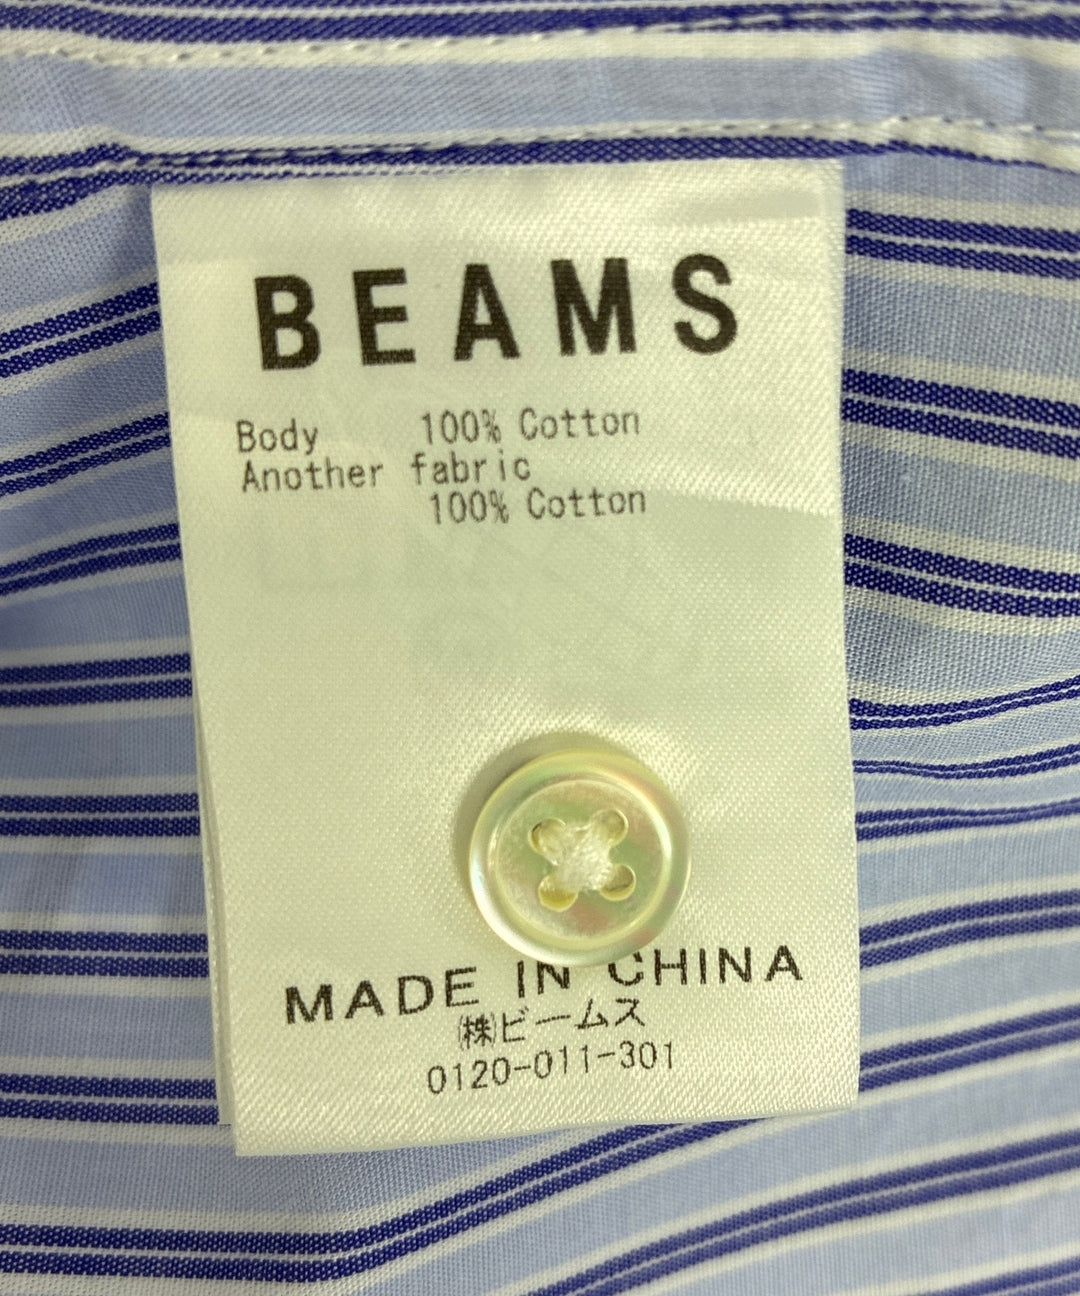 BEAMS
Body 100% Cotton
Another fabric
100% Cotton
MADE IN CHINA
㈱ビームス
0120-011-301